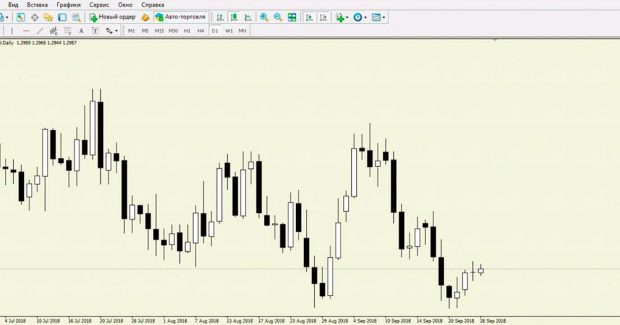 Вид Вставка Графики Сервис Окно Справка
Новый ордер Авто-торговля
A T M1 M5 M15 M30 H1 H4 D1 W1 MN
Daily 1.2960 1.2965 1.2944 1.2957
4 Jul 2018 10 Jul 2018 16 Jul 2018 20 Jul 2018 26 Jul 2018 1 Aug 2018 7 Aug 2018 13 Aug 2018 17 Aug 2018 23 Aug 2018 29 Aug 2018 4 Sep 2018 10 Sep 2018 14 Sep 2018 20 Sep 2018 26 Sep 2018